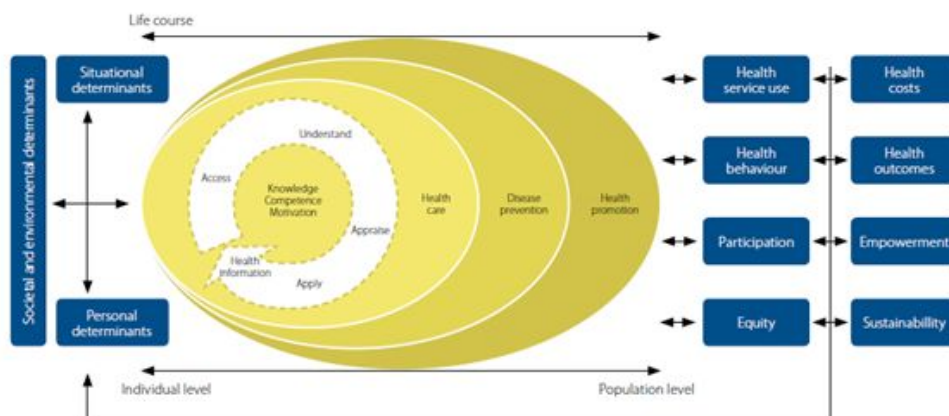 Life course
Societal and environmental determinants
Situational
determinants
Personal
determinants
Understand
Access
Knowledge
Competence
Motivation
Appraise
Health
information
Apply
Health
care
Disease
prevention
Health
promotion
Individual level
Population level
Health
service use
Health
costs
Health
behaviour
Health
outcomes
Participation
Empowerment
Equity
Sustainabillity